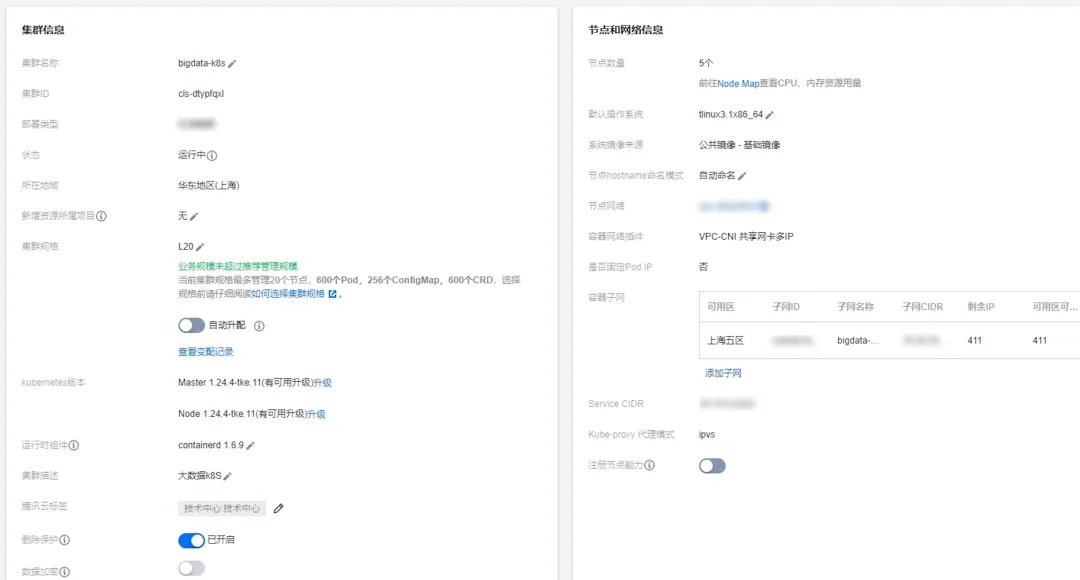 集群信息
集群名称 bigdata-k8s
集群ID cls-dtypfqxl
部署类型
状态 运行中
所在地域 华东地区(上海)
新增资源所属项目 无
集群规格 L20
业务规模未超过推荐管理规模
当前集群规格最多管理20个节点，600个Pod，256个ConfigMap，600个CRD。选择
规格前请仔细阅读如何选择集群规格。
自动升配
查看变配记录
kubernetes版本 Master 1.24.4-tke.11(有可用升级)升级
Node 1.24.4-tke.11(有可用升级)升级
运行时组件 containerd 1.6.9
集群描述 大数据k8S
腾讯云标签 技术中心:技术中心
删除保护 已开启
数据加密
节点和网络信息
节点数量 5个
前往Node Map查看CPU、内存资源用量
默认操作系统 tlinux3.1x86_64
系统镜像来源 公共镜像 - 基础镜像
节点hostname命名模式 自动命名
节点网络
容器网络插件 VPC-CNI 共享网卡多IP
是否固定Pod IP 否
容器子网
可用区 子网ID 子网名称 子网CIDR 剩余IP 可用区可...
上海五区 bigdata-... 411 411
添加子网
Service CIDR
Kube-proxy 代理模式 ipvs
注册节点能力